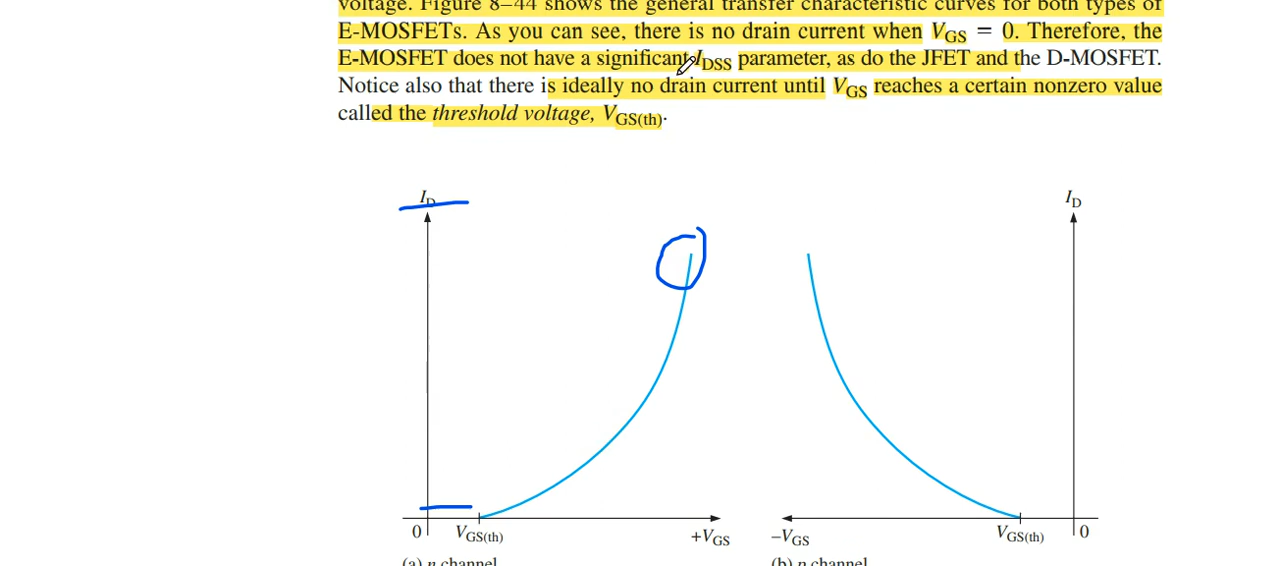 voltage. Figure 8–44 shows the general transfer characteristic curves for both types of
E-MOSFETs. As you can see, there is no drain current when VGS = 0. Therefore, the
E-MOSFET does not have a significant IDSS parameter, as do the JFET and the D-MOSFET.
Notice also that there is ideally no drain current until VGS reaches a certain nonzero value
called the threshold voltage, VGS(th).
ID
ID
0 VGS(th) +VGS −VGS VGS(th) 0
(a) n channel (b) p channel